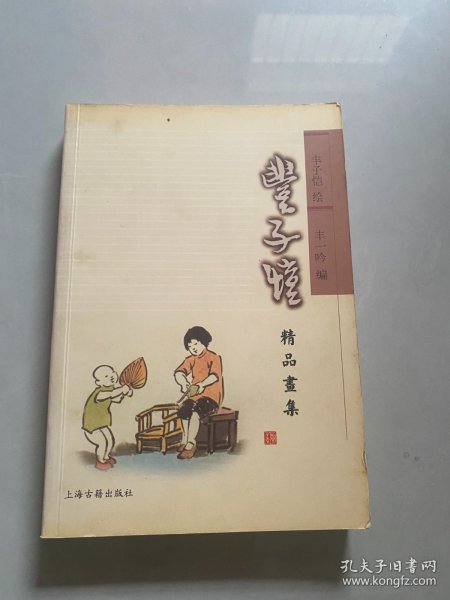 丰子恺 绘
丰一吟 编
豐子愷
精品畫集
上海古籍出版社
孔夫子旧书网
www.kongfz.com